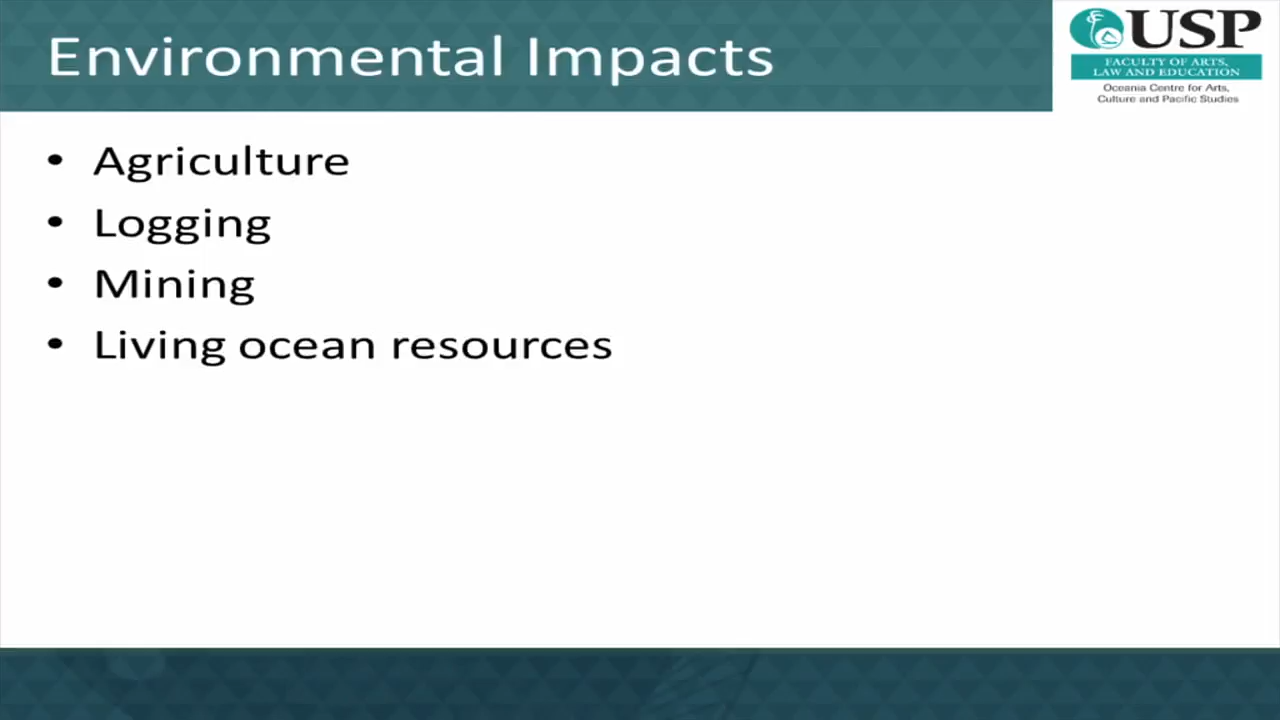 Environmental Impacts
USP
FACULTY OF ARTS,
LAW AND EDUCATION
Oceania Centre for Arts,
Culture and Pacific Studies
• Agriculture
• Logging
• Mining
• Living ocean resources